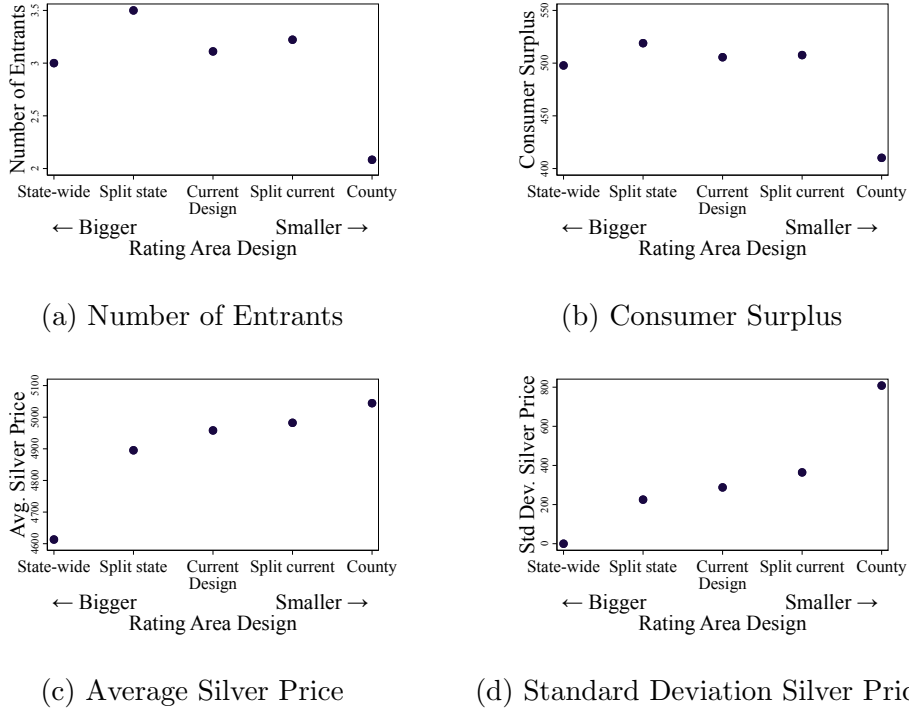 Number of Entrants
3.5
3
2.5
2
State-wide Split state Current Design Split current County
← Bigger Smaller →
Rating Area Design
(a) Number of Entrants
Consumer Surplus
550
500
450
400
State-wide Split state Current Design Split current County
← Bigger Smaller →
Rating Area Design
(b) Consumer Surplus
Avg. Silver Price
5100
5000
4900
4800
4700
4600
State-wide Split state Current Design Split current County
← Bigger Smaller →
Rating Area Design
(c) Average Silver Price
Std Dev. Silver Price
800
600
400
200
0
State-wide Split state Current Design Split current County
← Bigger Smaller →
Rating Area Design
(d) Standard Deviation Silver Pric